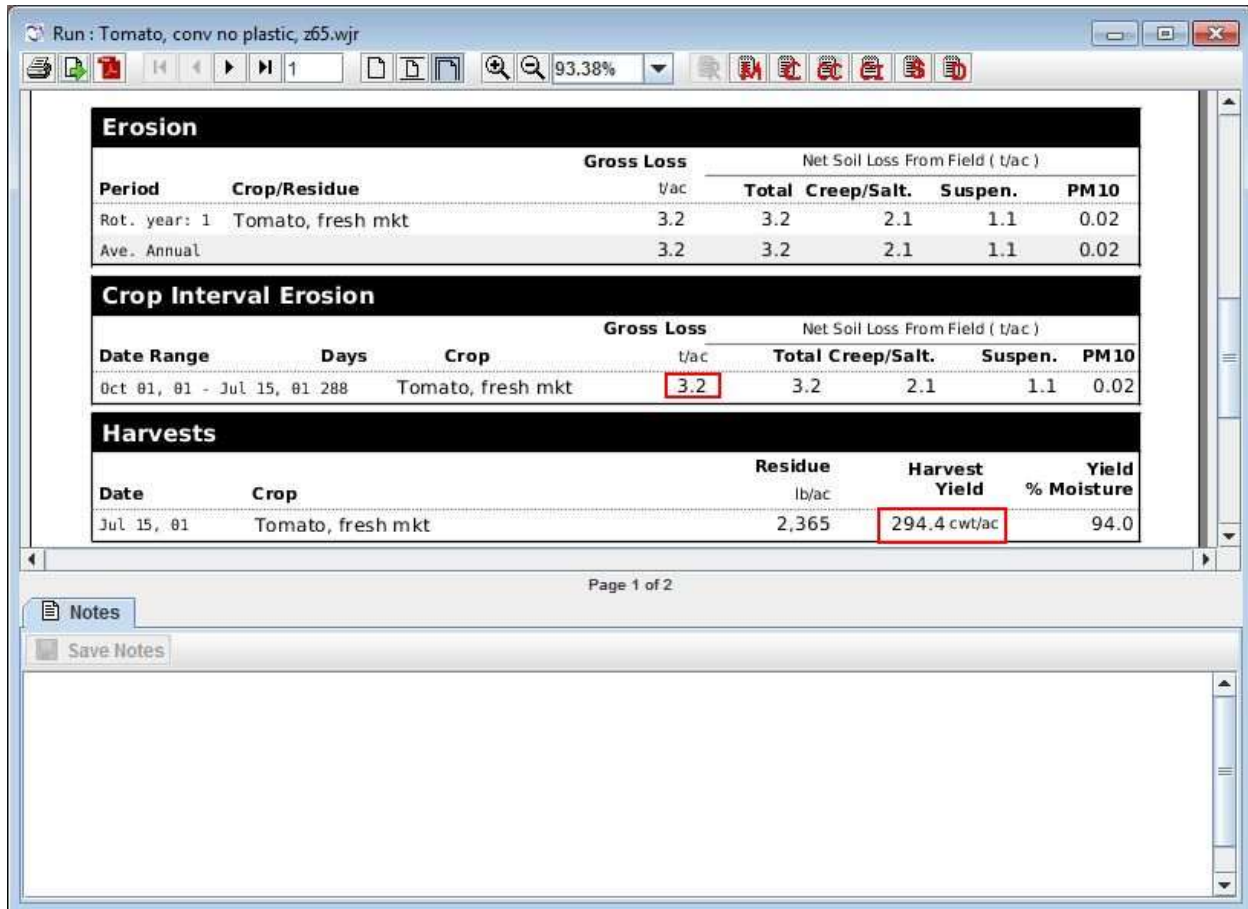 Run : Tomato, conv no plastic, z65.wjr
1 93.38% R M C C I S D
Erosion
Gross Loss Net Soil Loss From Field ( t/ac )
Period Crop/Residue t/ac Total Creep/Salt. Suspen. PM10
Rot. year: 1 Tomato, fresh mkt 3.2 3.2 2.1 1.1 0.02
Ave. Annual 3.2 3.2 2.1 1.1 0.02
Crop Interval Erosion
Gross Loss Net Soil Loss From Field ( t/ac )
Date Range Days Crop t/ac Total Creep/Salt. Suspen. PM10
Oct 01, 01 - Jul 15, 01 288 Tomato, fresh mkt 3.2 3.2 2.1 1.1 0.02
Harvests
Residue Harvest Yield
Date Crop lb/ac Yield % Moisture
Jul 15, 01 Tomato, fresh mkt 2,365 294.4 cwt/ac 94.0
Page 1 of 2
Notes
Save Notes